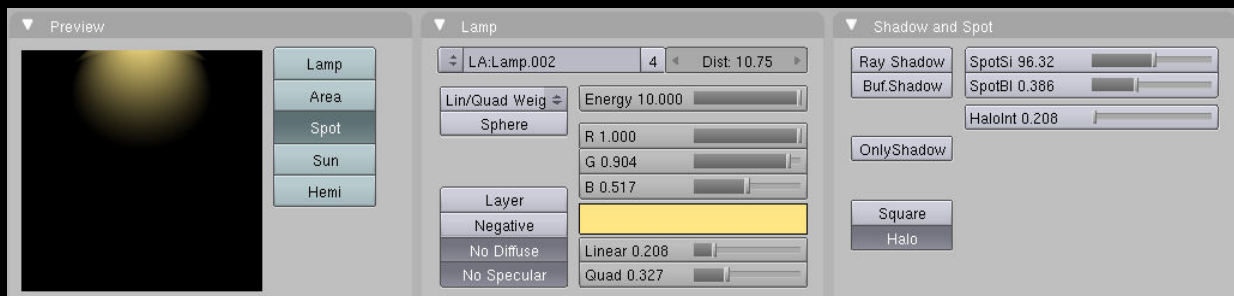 Preview
Lamp
Area
Spot
Sun
Hemi
Lamp
LA:Lamp.002
4
Dist: 10.75
Lin/Quad Weig
Sphere
Energy 10.000
R 1.000
G 0.904
B 0.517
Layer
Negative
No Diffuse
No Specular
Linear 0.208
Quad 0.327
Shadow and Spot
Ray Shadow
Buf.Shadow
SpotSi 96.32
SpotBl 0.386
HaloInt 0.208
OnlyShadow
Square
Halo